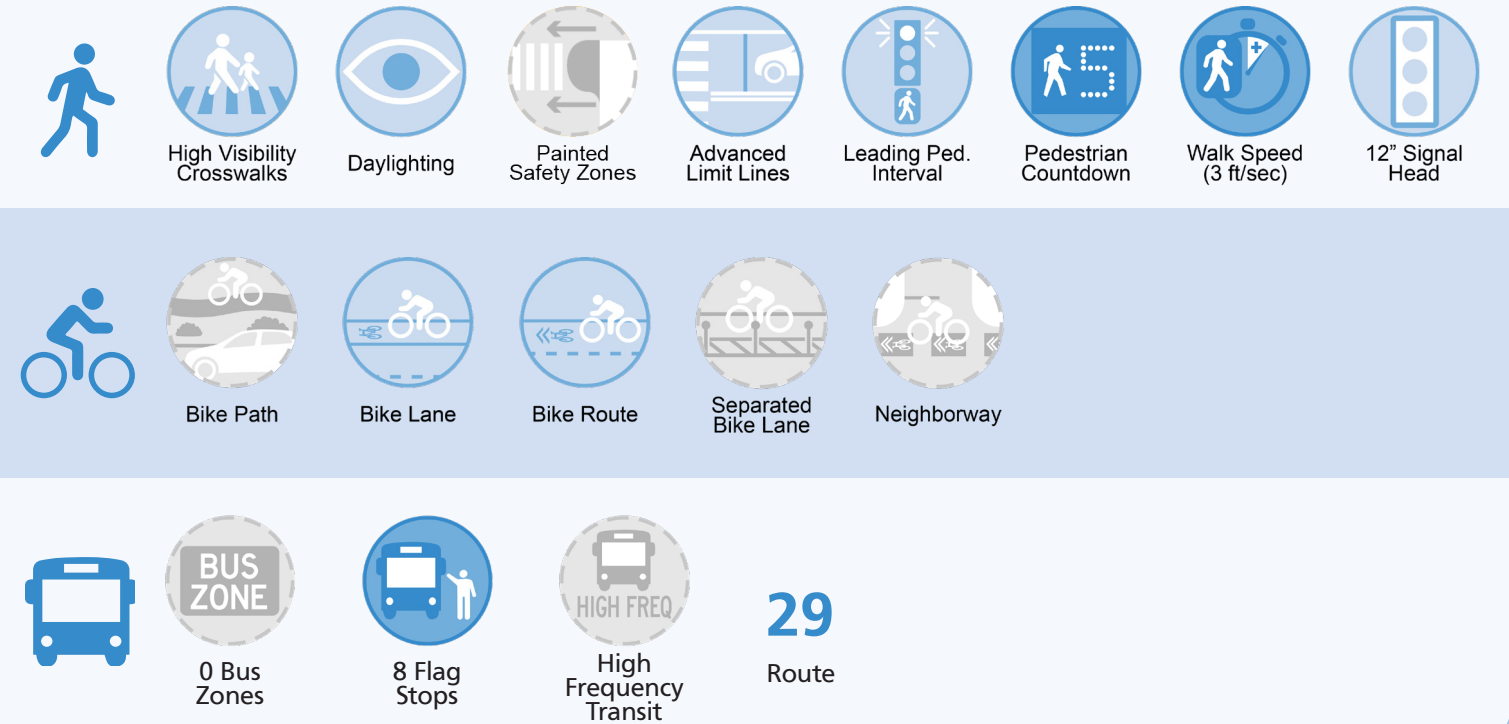 High Visibility
Crosswalks
Daylighting
Painted
Safety Zones
Advanced
Limit Lines
Leading Ped.
Interval
5
Pedestrian
Countdown
Walk Speed
(3 ft/sec)
12” Signal
Head
Bike Path
Bike Lane
Bike Route
Separated
Bike Lane
Neighborway
BUS
ZONE
0 Bus
Zones
8 Flag
Stops
HIGH FREQ
High
Frequency
Transit
29
Route